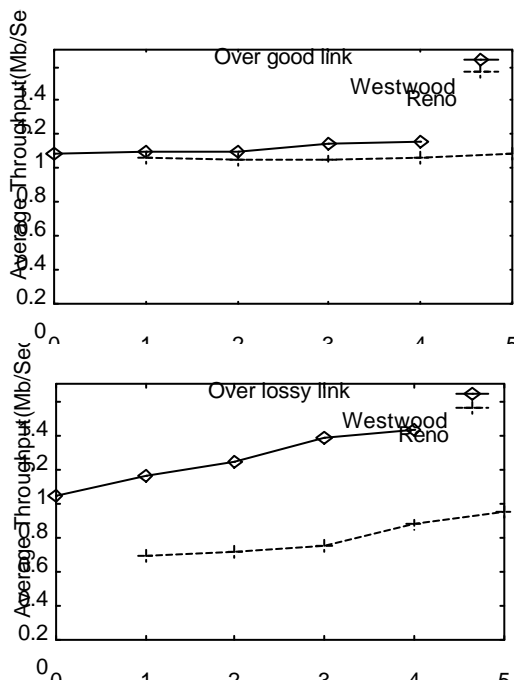 Average Throughput(Mb/Se
Over good link
Westwood
Reno
1.4
1.2
1
0.8
0.6
0.4
0.2
0
0 1 2 3 4 5
Average Throughput(Mb/Sec
Over lossy link
Westwood
Reno
1.4
1.2
1
0.8
0.6
0.4
0.2
0
0 1 2 3 4 5